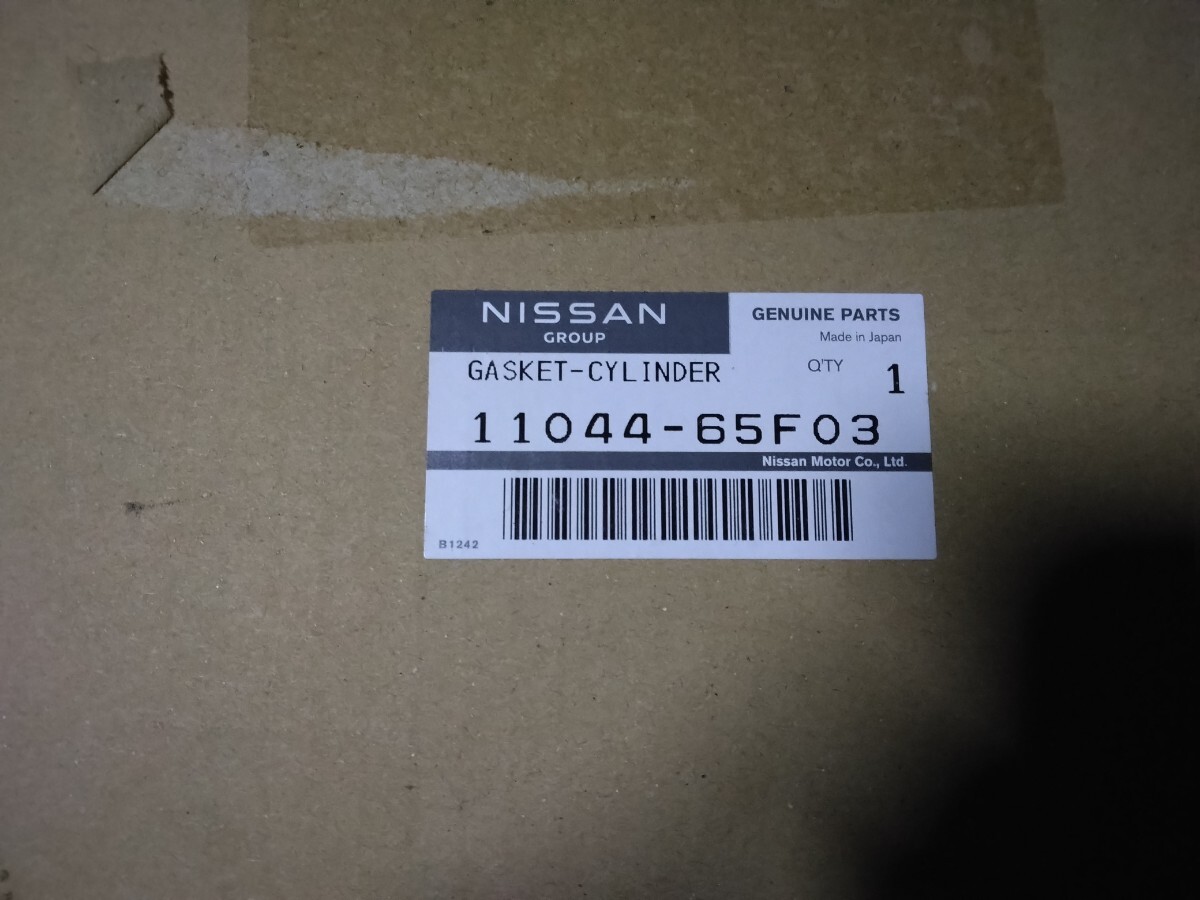 NISSAN
GROUP
GENUINE PARTS
Made in Japan
GASKET-CYLINDER
Q'TY 1
11044-65F03
Nissan Motor Co., Ltd.
B1242